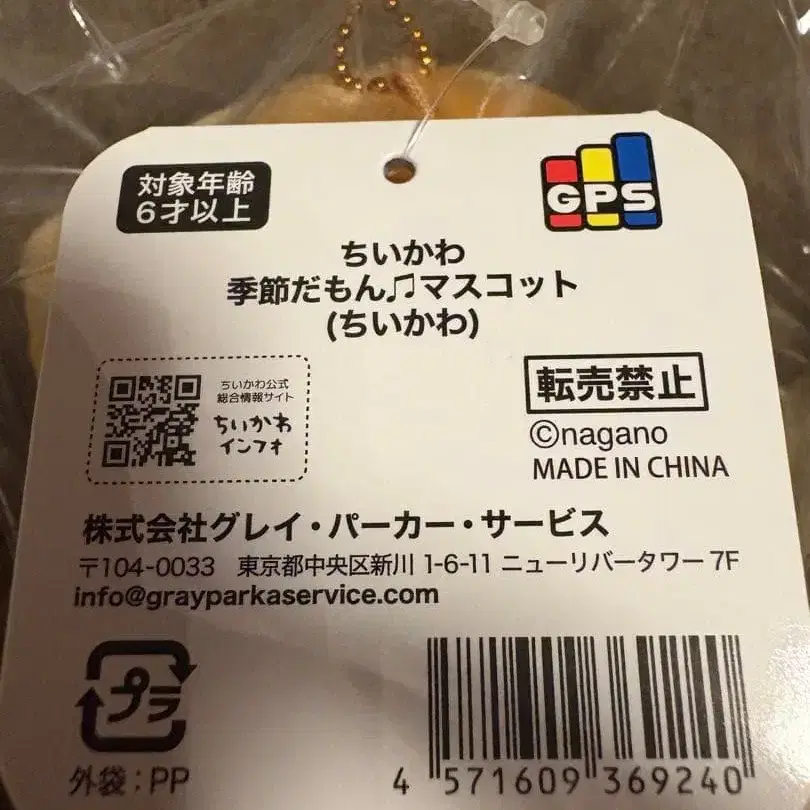 対象年齢
6才以上
GPS
ちいかわ
季節だもん♫マスコット
(ちいかわ)
ちいかわ公式
総合情報サイト
ちいかわ
インフォ
転売禁止
©nagano
MADE IN CHINA
株式会社グレイ・パーカー・サービス
〒104-0033 東京都中央区新川 1-6-11 ニューリバータワー 7F
info@grayparkaservice.com
プラ
外袋:PP
4 571609 369240